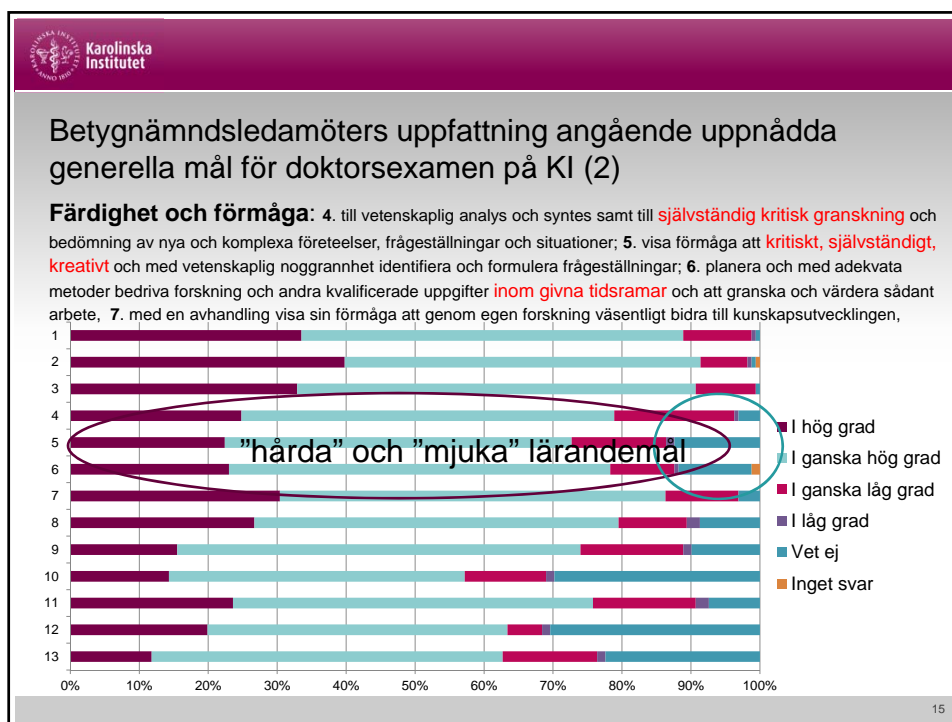 KAROLINSKA INSTITUTET
ANNO 1810
Karolinska
Institutet
Betygnämndsledamöters uppfattning angående uppnådda
generella mål för doktorsexamen på KI (2)
Färdighet och förmåga: 4. till vetenskaplig analys och syntes samt till självständig kritisk granskning och
bedömning av nya och komplexa företeelser, frågeställningar och situationer; 5. visa förmåga att kritiskt, självständigt,
kreativt och med vetenskaplig noggrannhet identifiera och formulera frågeställningar; 6. planera och med adekvata
metoder bedriva forskning och andra kvalificerade uppgifter inom givna tidsramar och att granska och värdera sådant
arbete, 7. med en avhandling visa sin förmåga att genom egen forskning väsentligt bidra till kunskapsutvecklingen,
1
2
3
4
5
6
7
8
9
10
11
12
13
"hårda" och "mjuka" lärandemål
I hög grad
I ganska hög grad
I ganska låg grad
I låg grad
Vet ej
Inget svar
0% 10% 20% 30% 40% 50% 60% 70% 80% 90% 100%
15